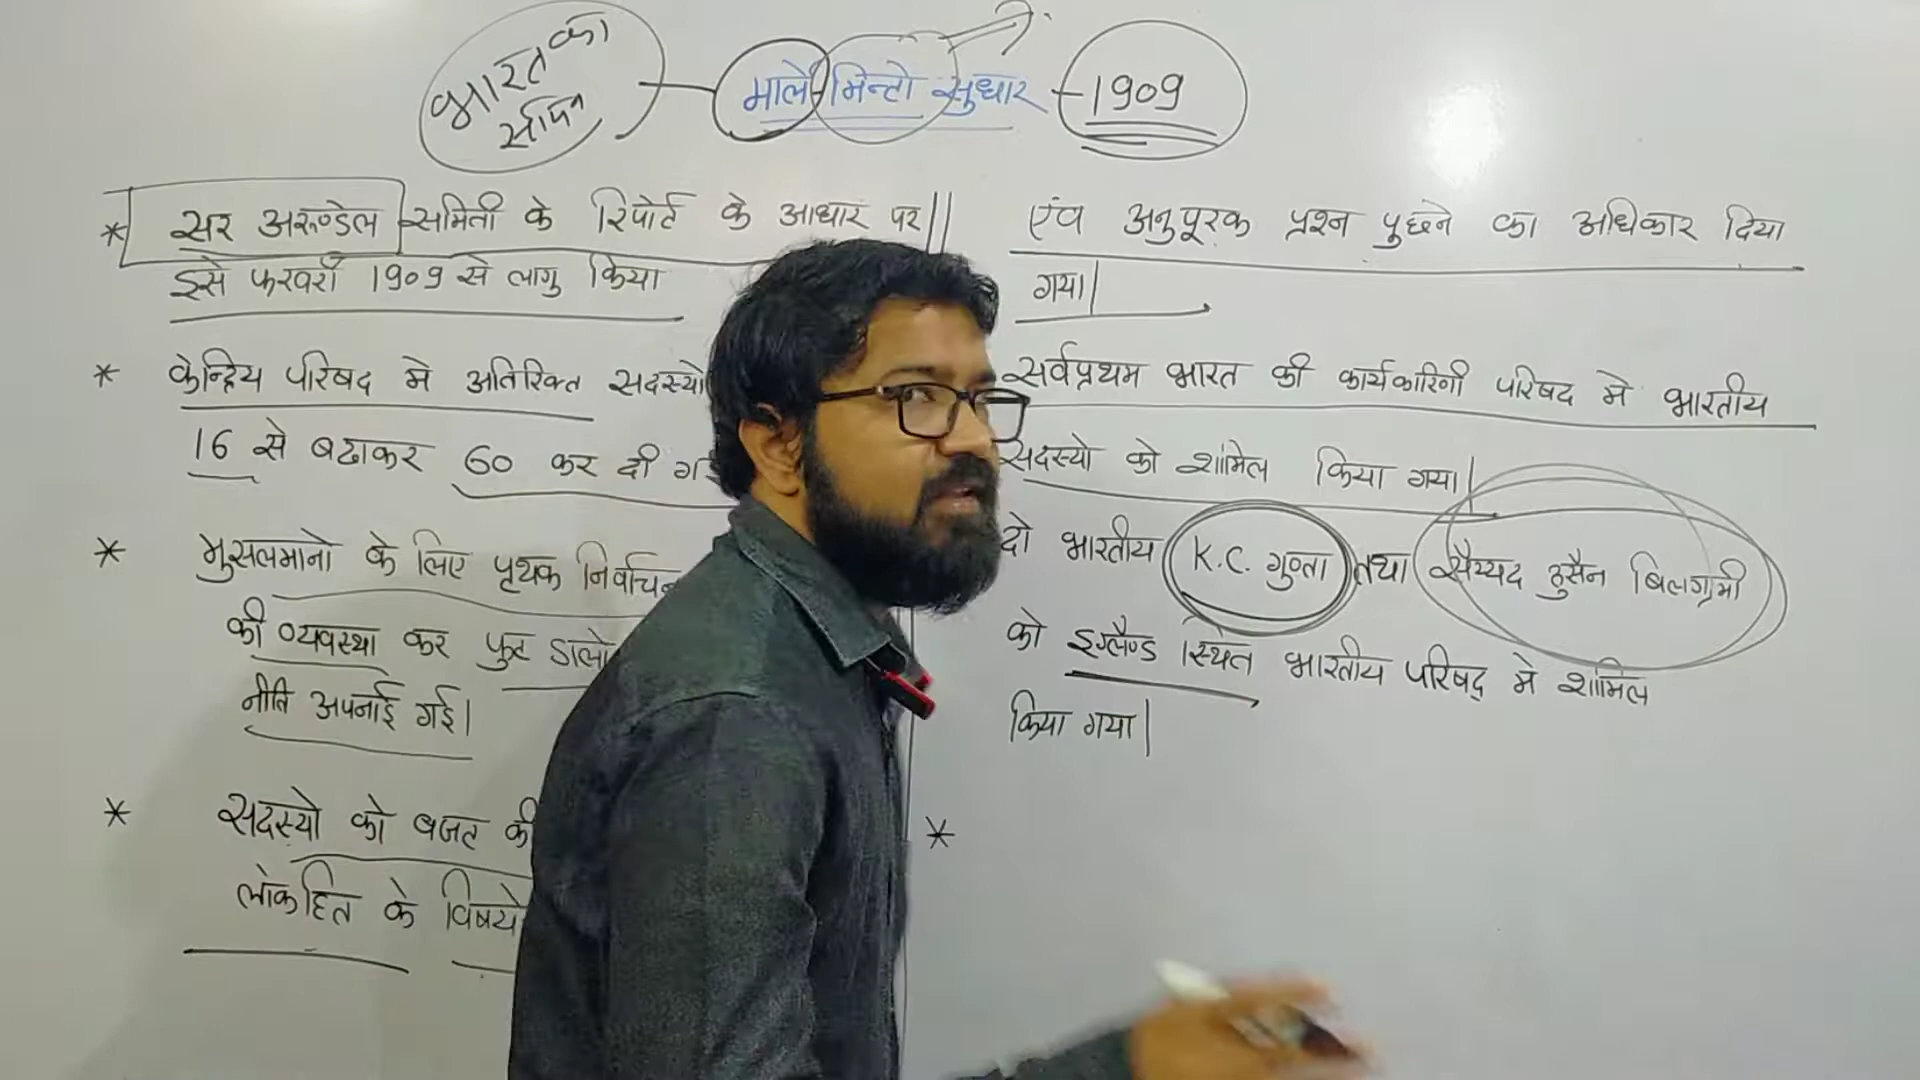 भारत का
सचिव
मार्ले-मिन्टो सुधार - 1909
* सर अरुण्डेल समिती के रिपोर्ट के आधार पर
इसे फरवरी 1909 से लागु किया
* केन्द्रिय परिषद मे अतिरिक्त सदस्यो
16 से बढाकर 60 कर दी ग
* मुसलमानो के लिए पृथक निर्वाचन
की व्यवस्था कर फुट डालो
नीति अपनाई गई।
* सदस्यो को बजट की
लोकहित के विषयो
एंव अनुपूरक प्रश्न पुछने का अधिकार दिया
गया।
सर्वप्रथम भारत की कार्यकारिणी परिषद मे भारतीय
सदस्यो को शामिल किया गया।
दो भारतीय K.C. गुप्ता तथा सैय्यद हुसैन बिलग्रामी
को इग्लैण्ड स्थित भारतीय परिषद् मे शामिल
किया गया।
*